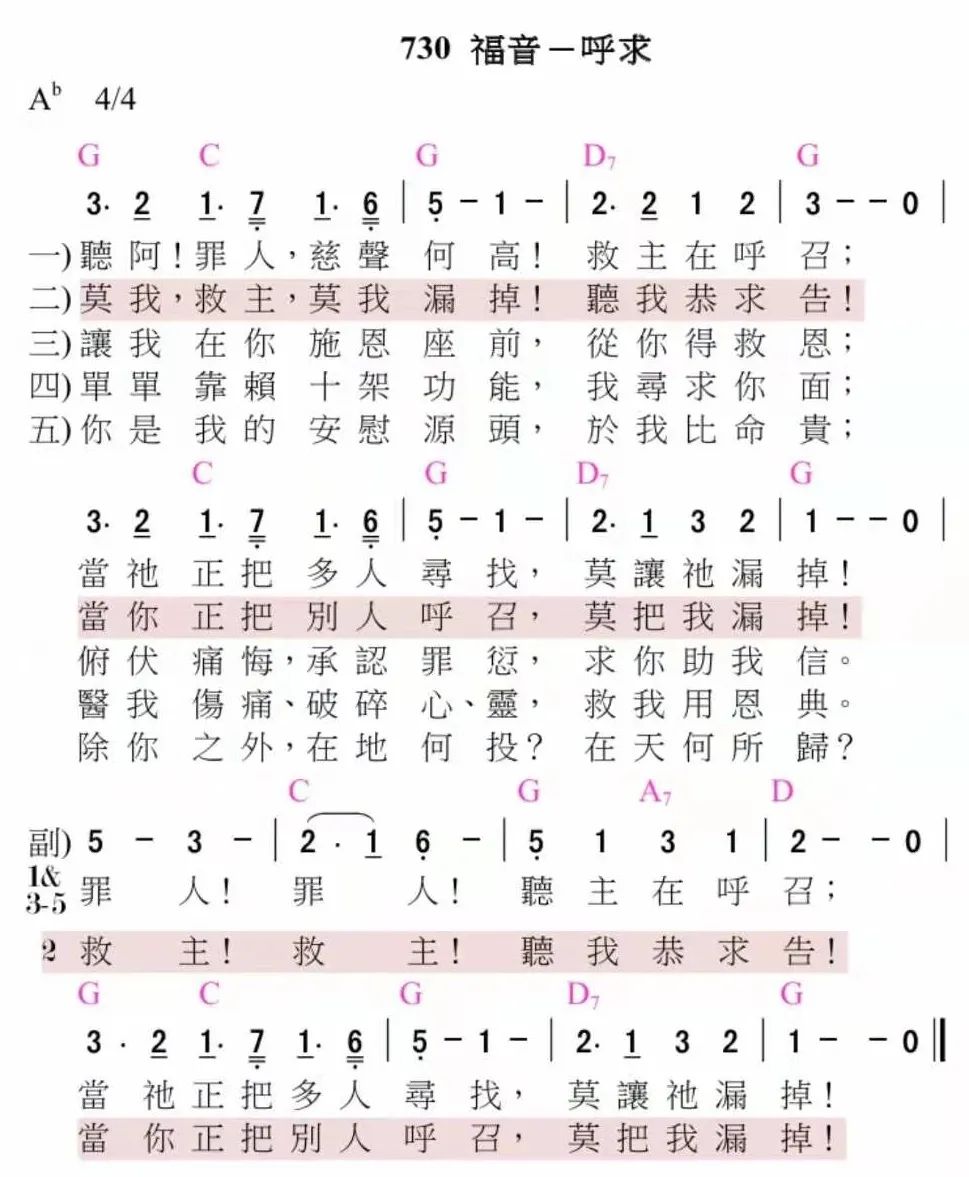 730 福音－呼求
A♭ 4/4
G C G D7 G
3· 2 1· 7 1· 6 | 5 － 1 － | 2· 2 1 2 | 3 － － 0 |
一)聽阿！罪人，慈聲何高！救主在呼召；
二)莫我，救主，莫我漏掉！聽我恭求告！
三)讓我在你施恩座前，從你得救恩；
四)單單靠賴十架功能，我尋求你面；
五)你是我的安慰源頭，於我比命貴；
C G D7 G
3· 2 1· 7 1· 6 | 5 － 1 － | 2· 1 3 2 | 1 － － 0 |
當祂正把多人尋找，莫讓祂漏掉！
當你正把別人呼召，莫把我漏掉！
俯伏痛悔，承認罪愆，求你助我信。
醫我傷痛、破碎心、靈，救我用恩典。
除你之外，在地何投？在天何所歸？
C G A7 D
副) 5 － 3 － | 2 · 1 6 － | 5 1 3 1 | 2 － － 0 |
1& 3-5 罪人！罪人！聽主在呼召；
2 救主！救主！聽我恭求告！
G C G D7 G
3 · 2 1· 7 1· 6 | 5 － 1 － | 2· 1 3 2 | 1 － － 0 ‖
當祂正把多人尋找，莫讓祂漏掉！
當你正把別人呼召，莫把我漏掉！